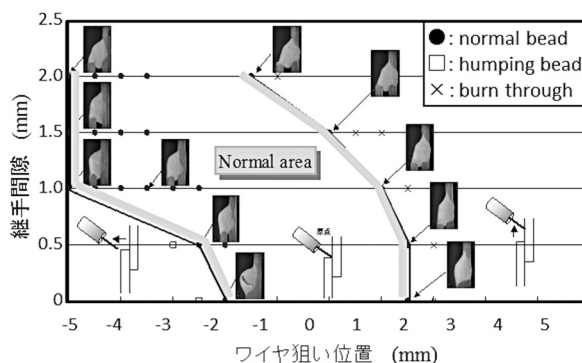 2.5
2.0
1.5
1.0
0.5
0
継手間隙 (mm)
● : normal bead
□ : humping bead
× : burn through
Normal area
原点
-5 -4 -3 -2 -1 0 1 2 3 4 5
ワイヤ狙い位置 (mm)